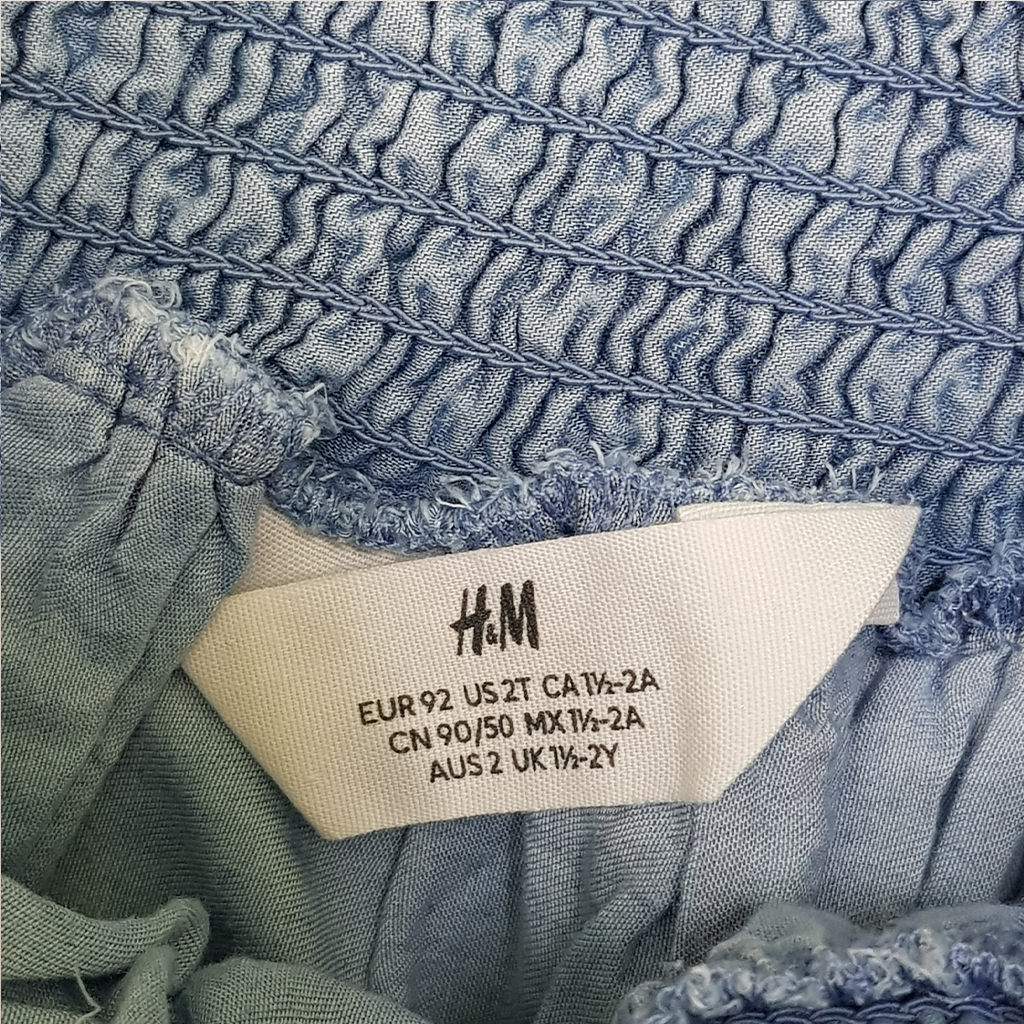 H&M
EUR 92 US 2T CA 1½-2A
CN 90/50 MX 1½-2A
AUS 2 UK 1½-2Y